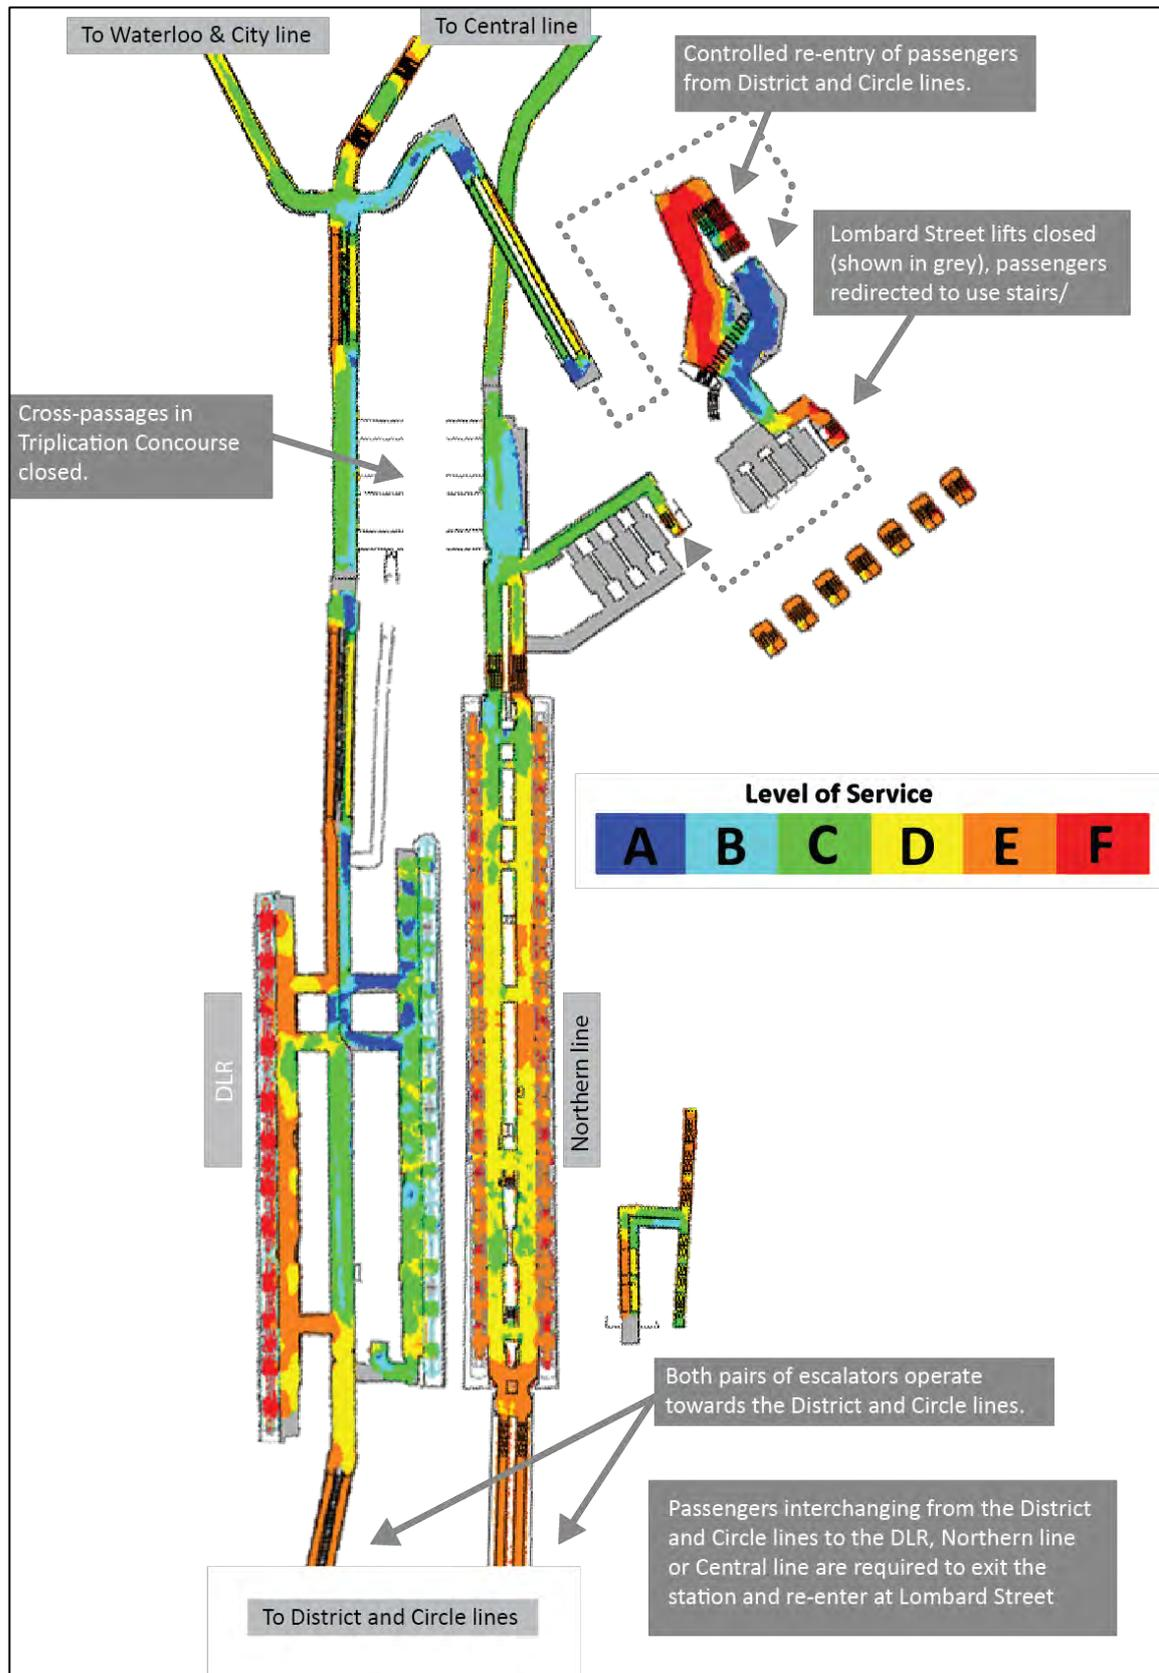 To Waterloo & City line
To Central line
Controlled re-entry of passengers
from District and Circle lines.
Lombard Street lifts closed
(shown in grey), passengers
redirected to use stairs/
Cross-passages in
Triplication Concourse
closed.
Level of Service
A B C D E F
DLR
Northern line
Both pairs of escalators operate
towards the District and Circle lines.
Passengers interchanging from the District
and Circle lines to the DLR, Northern line
or Central line are required to exit the
station and re-enter at Lombard Street
To District and Circle lines